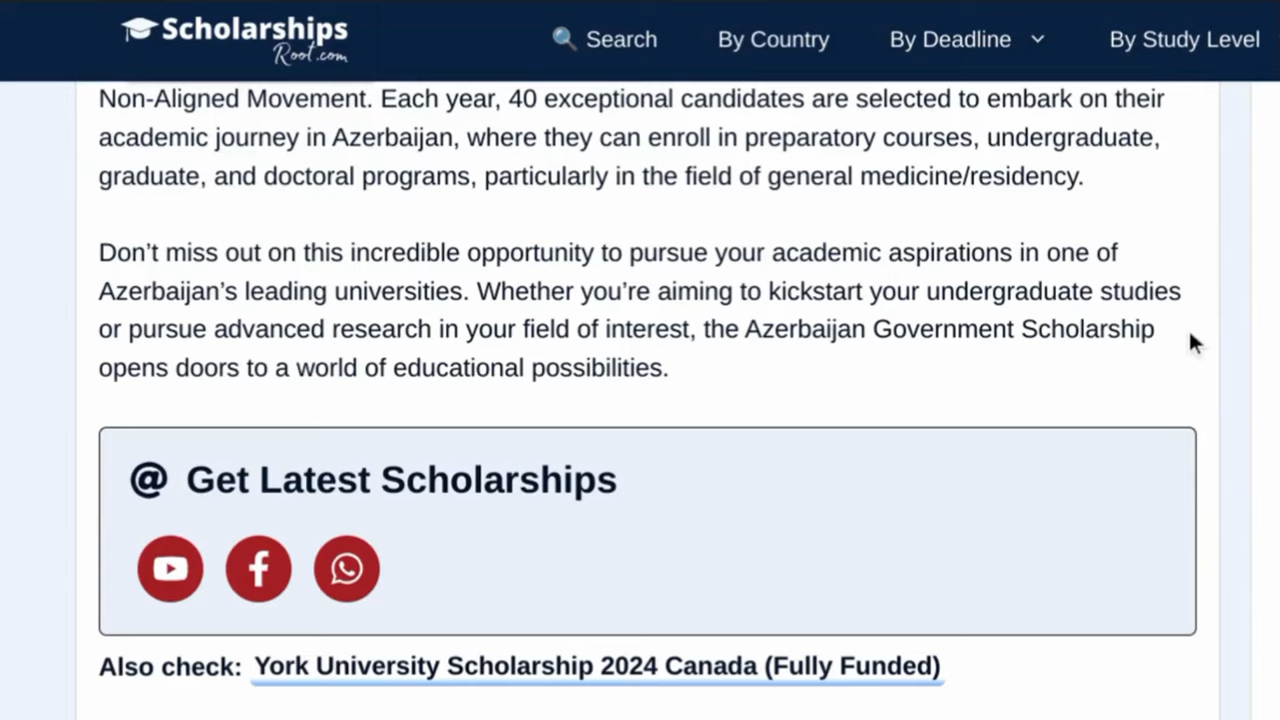 Scholarships
Root.com
🔍 Search
By Country
By Deadline
By Study Level
Non-Aligned Movement. Each year, 40 exceptional candidates are selected to embark on their
academic journey in Azerbaijan, where they can enroll in preparatory courses, undergraduate,
graduate, and doctoral programs, particularly in the field of general medicine/residency.
Don’t miss out on this incredible opportunity to pursue your academic aspirations in one of
Azerbaijan’s leading universities. Whether you’re aiming to kickstart your undergraduate studies
or pursue advanced research in your field of interest, the Azerbaijan Government Scholarship
opens doors to a world of educational possibilities.
@ Get Latest Scholarships
Also check: York University Scholarship 2024 Canada (Fully Funded)